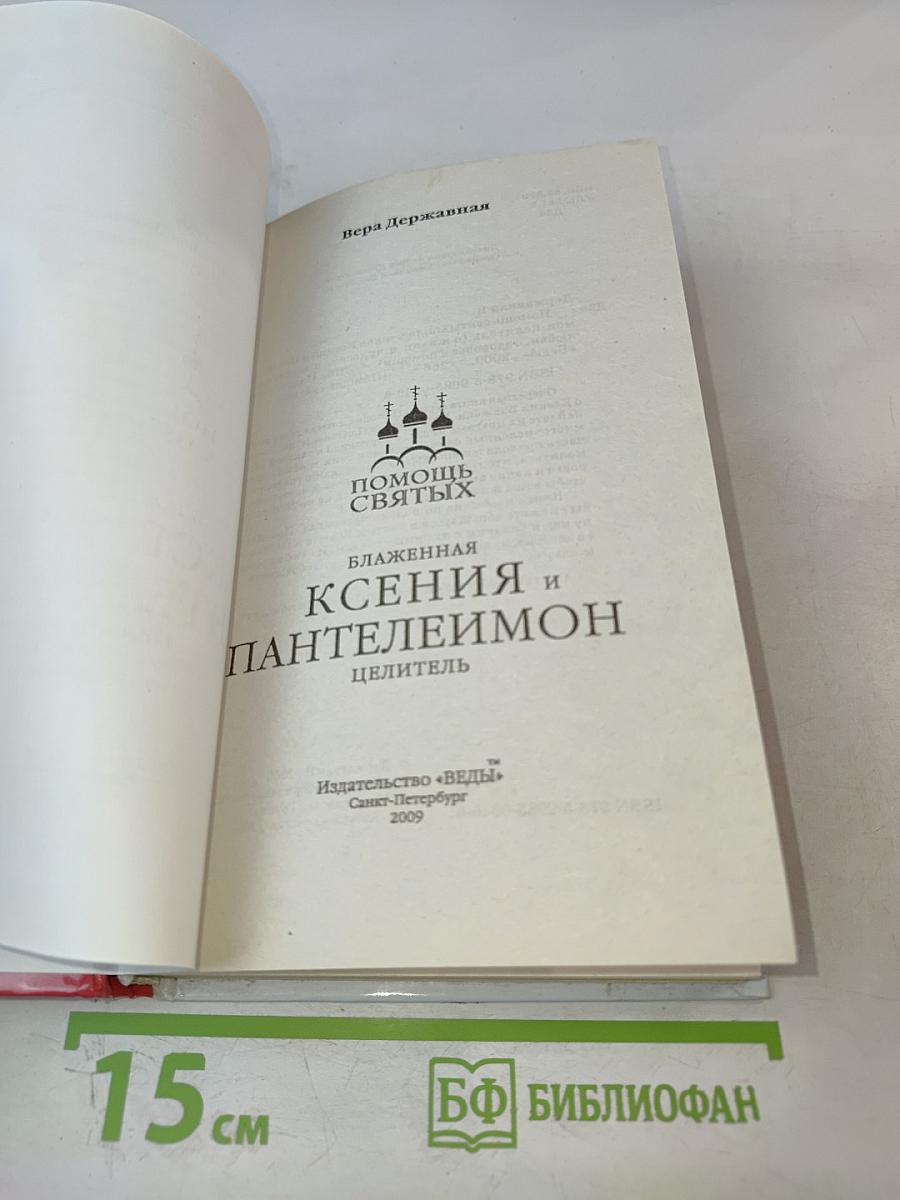 Вера Державная
ПОМОЩЬ
СВЯТЫХ
БЛАЖЕННАЯ
КСЕНИЯ И
ПАНТЕЛЕИМОН
ЦЕЛИТЕЛЬ
Издательство «ВЕДЫ»™
Санкт-Петербург
2009
15 см
БФ БИБЛИОФАН